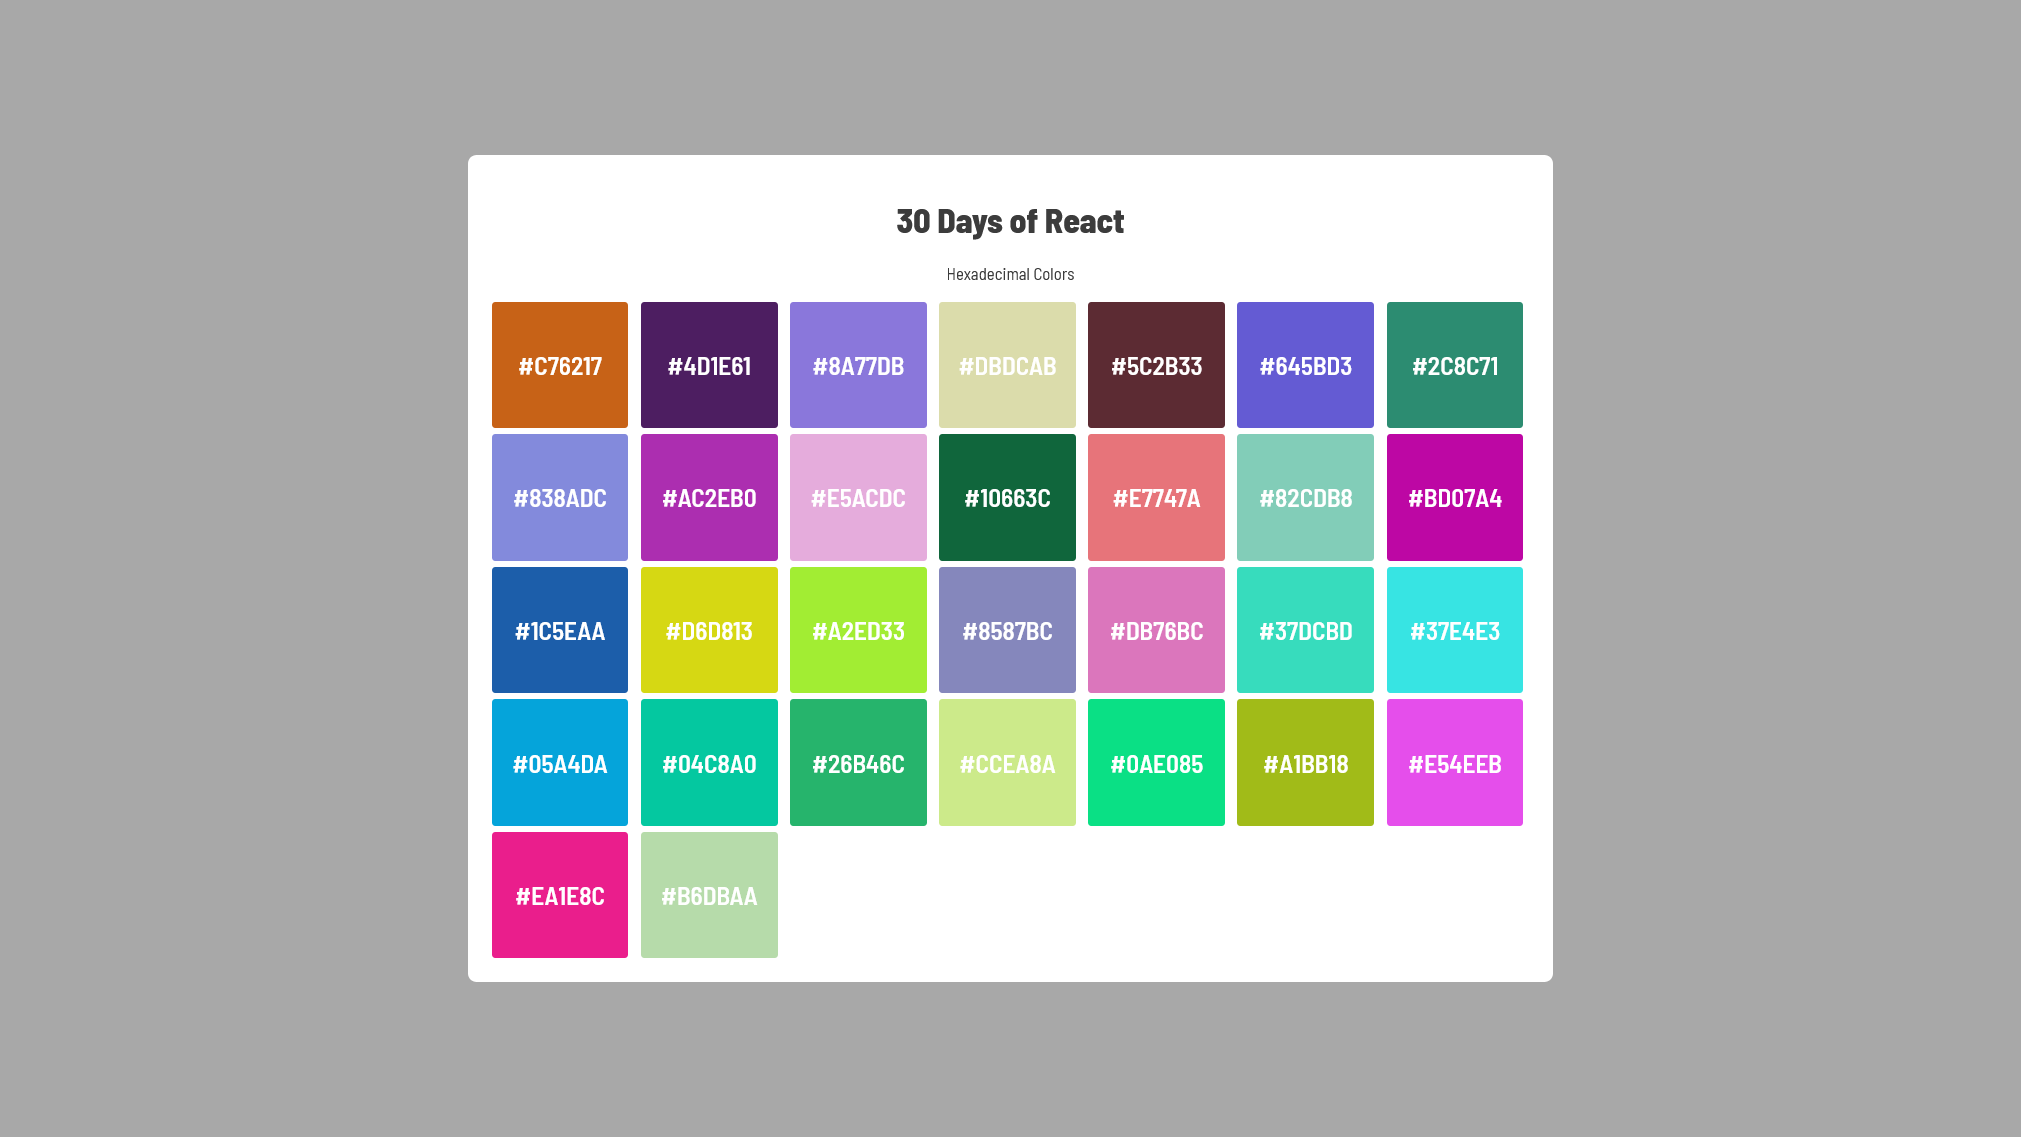 30 Days of React
Hexadecimal Colors
#C76217 #4D1E61 #8A77DB #DBDCAB #5C2B33 #645BD3 #2C8C71
#838ADC #AC2EB0 #E5ACDC #10663C #E7747A #82CDB8 #BD07A4
#1C5EAA #D6D813 #A2ED33 #8587BC #DB76BC #37DCBD #37E4E3
#05A4DA #04C8A0 #26B46C #CCEA8A #0AE085 #A1BB18 #E54EEB
#EA1E8C #B6DBAA